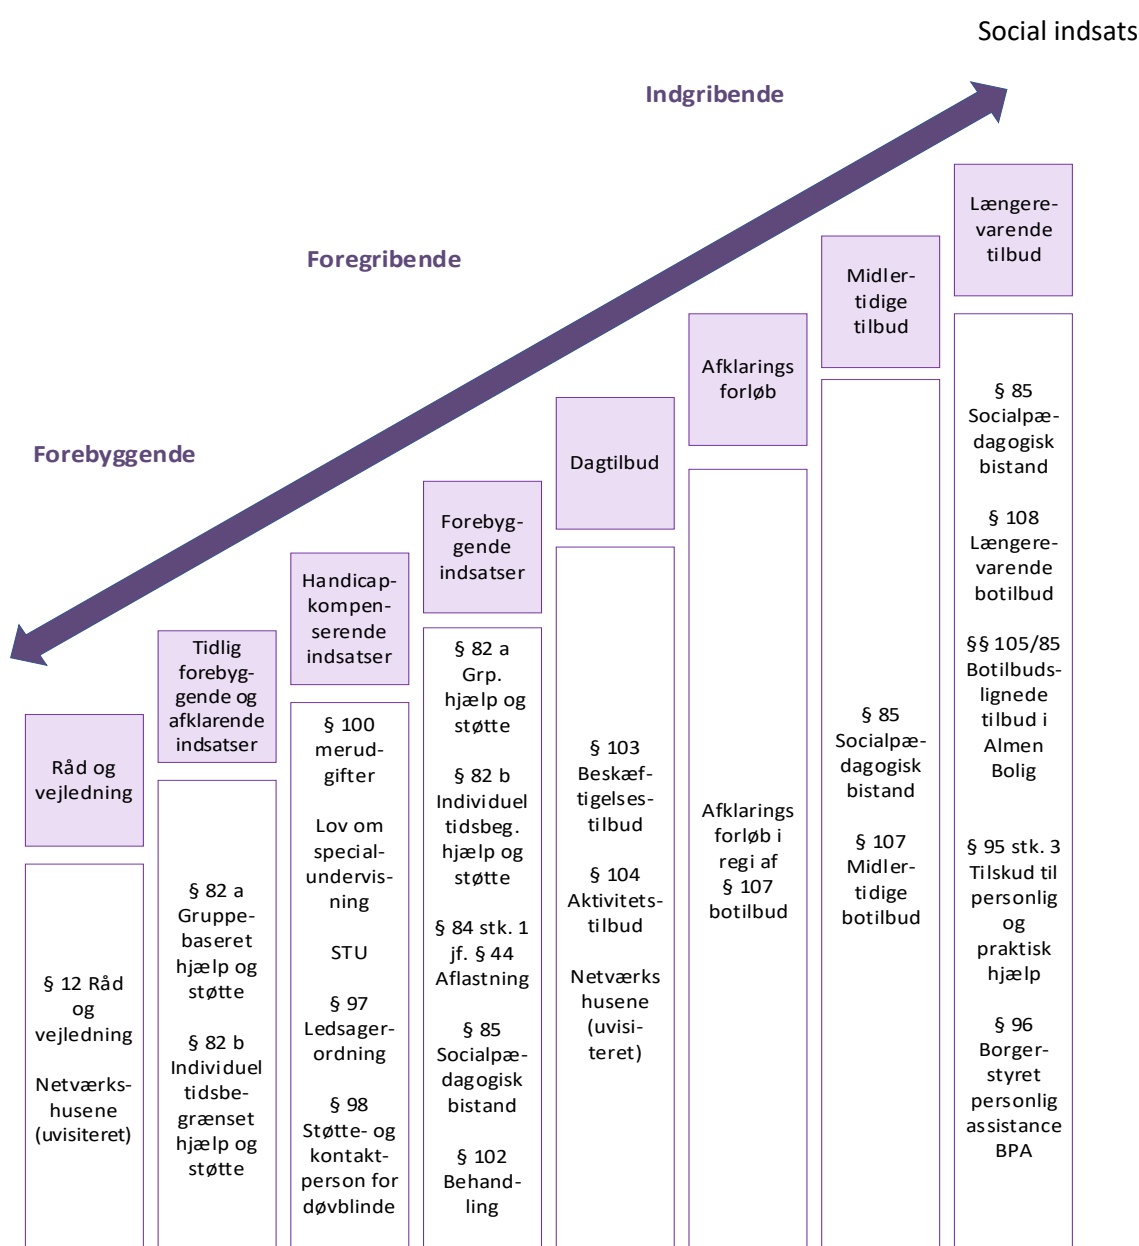 Social indsats
Indgribende
Foregribende
Forebyggende
Råd og
vejledning
§ 12 Råd
og
vejledning
Netværks-
husene
(uvisiteret)
Tidlig
forebyg-
gende og
afklarende
indsatser
§ 82 a
Gruppe-
baseret
hjælp og
støtte
§ 82 b
Individuel
tidsbe-
grænset
hjælp og
støtte
Handicap-
kompen-
serende
indsatser
§ 100
merud-
gifter
Lov om
special-
undervis-
ning
STU
§ 97
Ledsager-
ordning
§ 98
Støtte- og
kontakt-
person for
døvblinde
Forebyg-
gende
indsatser
§ 82 a
Grp.
hjælp og
støtte
§ 82 b
Individuel
tidsbeg.
hjælp og
støtte
§ 84 stk. 1
jf. § 44
Aflastning
§ 85
Socialpæ-
dagogisk
bistand
§ 102
Behand-
ling
Dagtilbud
§ 103
Beskæf-
tigelses-
tilbud
§ 104
Aktivitets-
tilbud
Netværks
husene
(uvisi-
teret)
Afklarings
forløb
Afklarings
forløb i
regi af
§ 107
botilbud
Midler-
tidige
tilbud
§ 85
Socialpæ-
dagogisk
bistand
§ 107
Midler-
tidige
botilbud
Længere-
varende
tilbud
§ 85
Socialpæ-
dagogisk
bistand
§ 108
Længere-
varende
botilbud
§§ 105/85
Botilbuds-
lignede
tilbud i
Almen
Bolig
§ 95 stk. 3
Tilskud til
personlig
og
praktisk
hjælp
§ 96
Borger-
styret
personlig
assistance
BPA